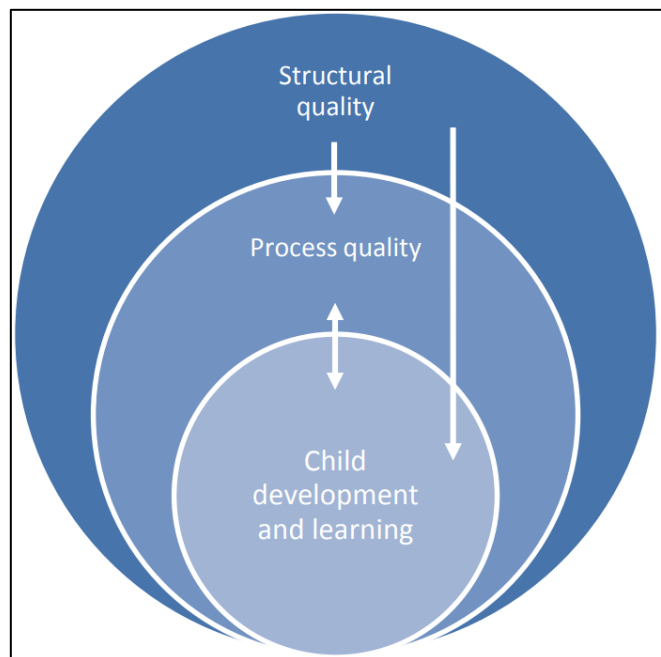 Structural
quality
Process quality
Child
development
and learning